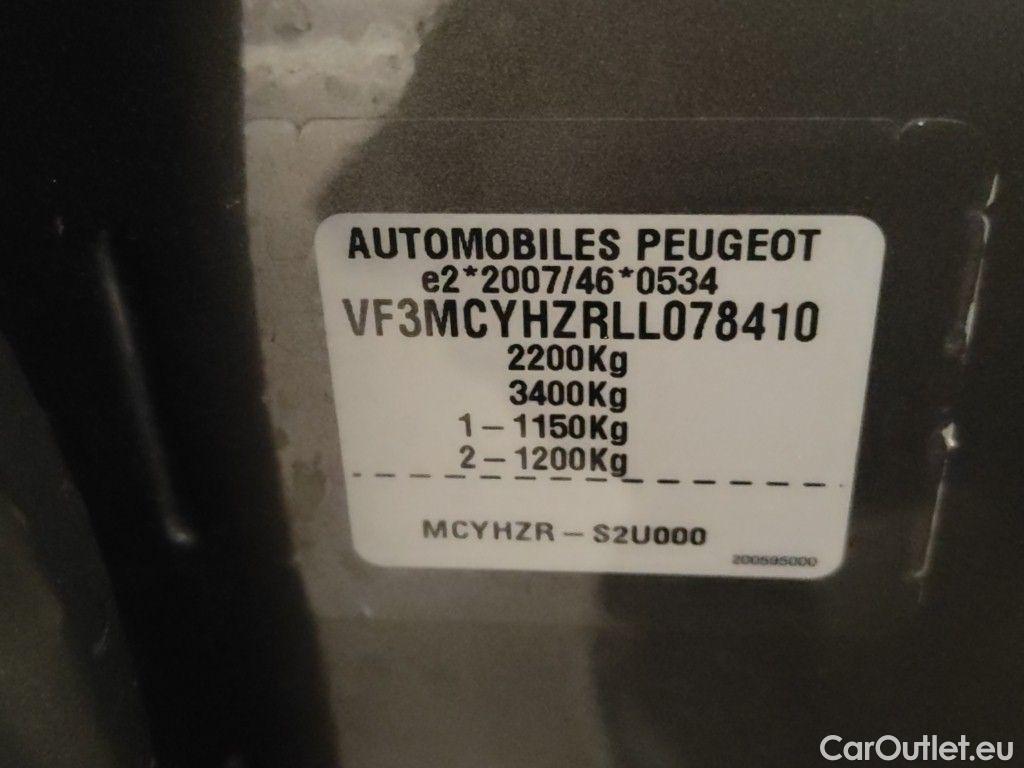 AUTOMOBILES PEUGEOT
e2*2007/46*0534
VF3MCYHZRLL078410
2200Kg
3400Kg
1-1150Kg
2-1200Kg
MCYHZR-S2U000
200595000
CarOutlet.eu